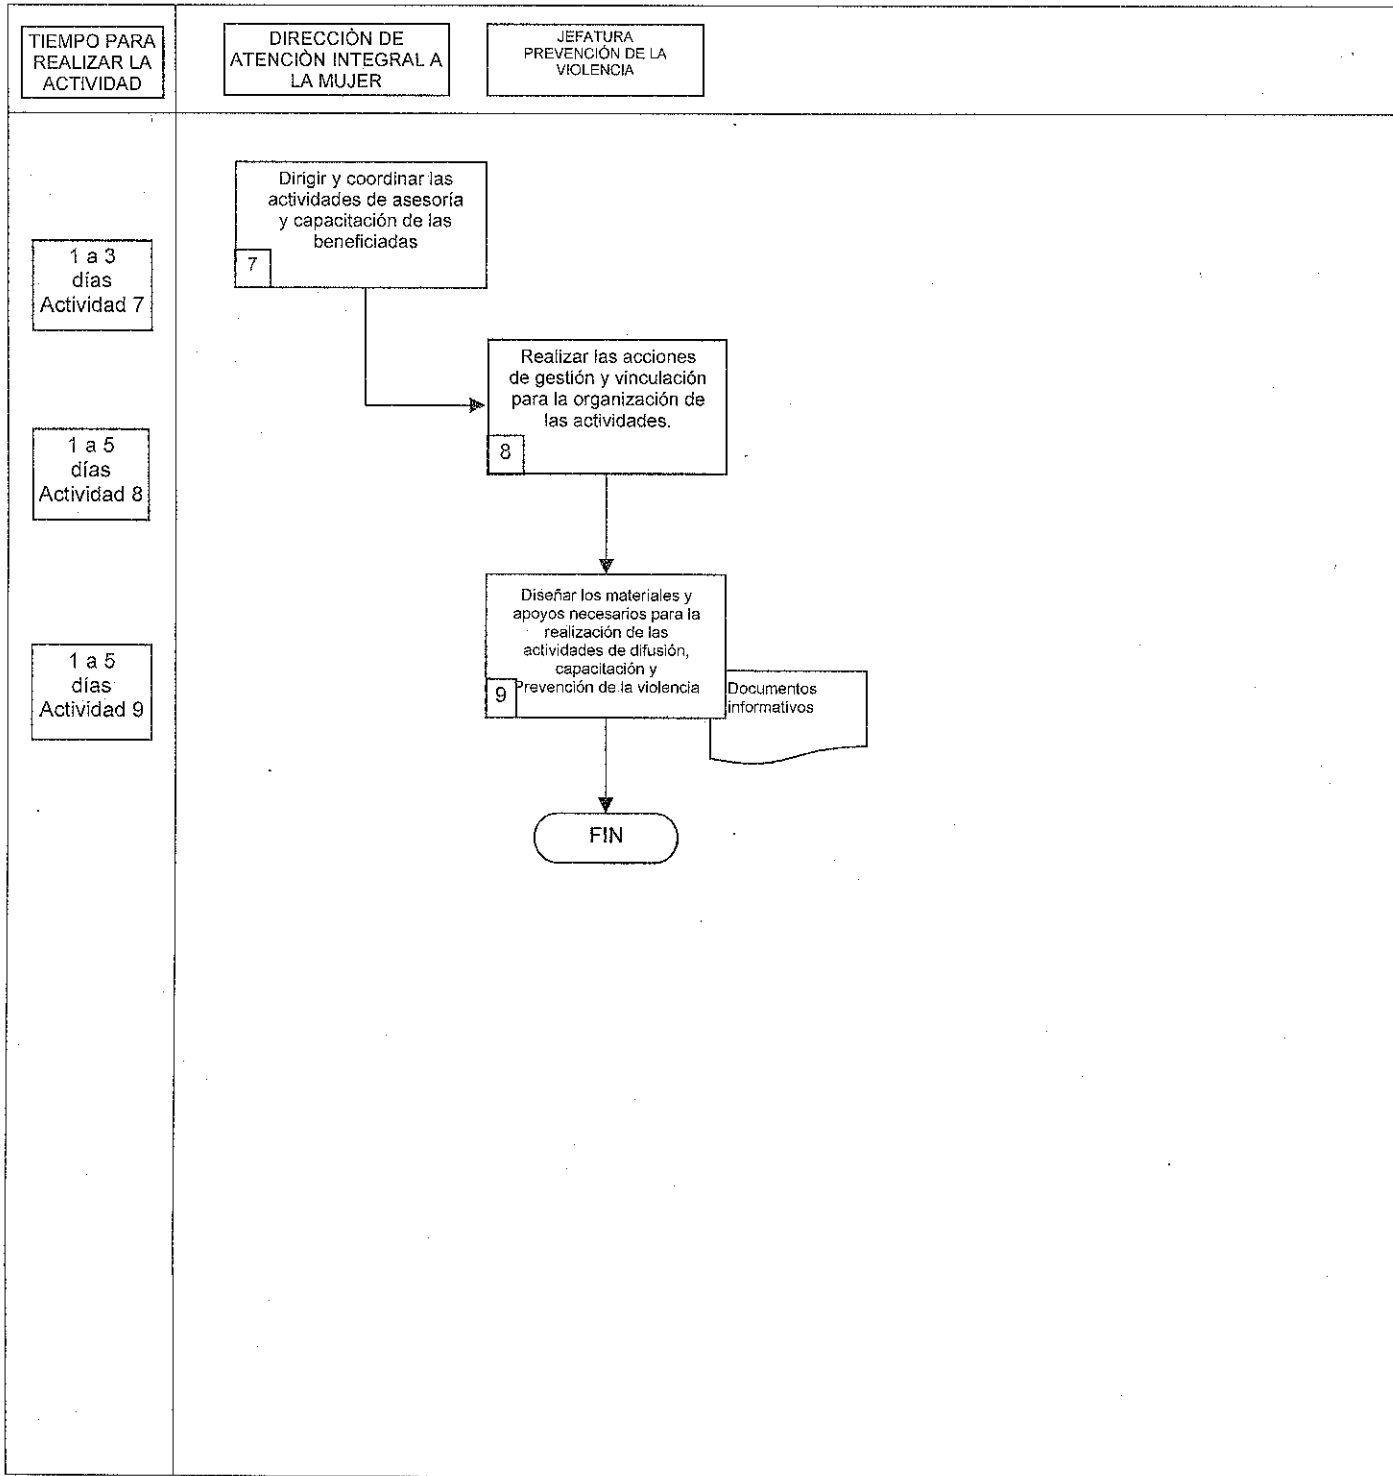 TIEMPO PARA
REALIZAR LA
ACTIVIDAD
DIRECCIÒN DE
ATENCIÒN INTEGRAL A
LA MUJER
JEFATURA
PREVENCIÓN DE LA
VIOLENCIA
Dirigir y coordinar las
actividades de asesoría
y capacitación de las
beneficiadas
7
1 a 3
días
Actividad 7
Realizar las acciones
de gestión y vinculación
para la organización de
las actividades.
8
1 a 5
días
Actividad 8
Diseñar los materiales y
apoyos necesarios para la
realización de las
actividades de difusión,
capacitación y
Prevención de la violencia
9
1 a 5
días
Actividad 9
Documentos
informativos
FIN